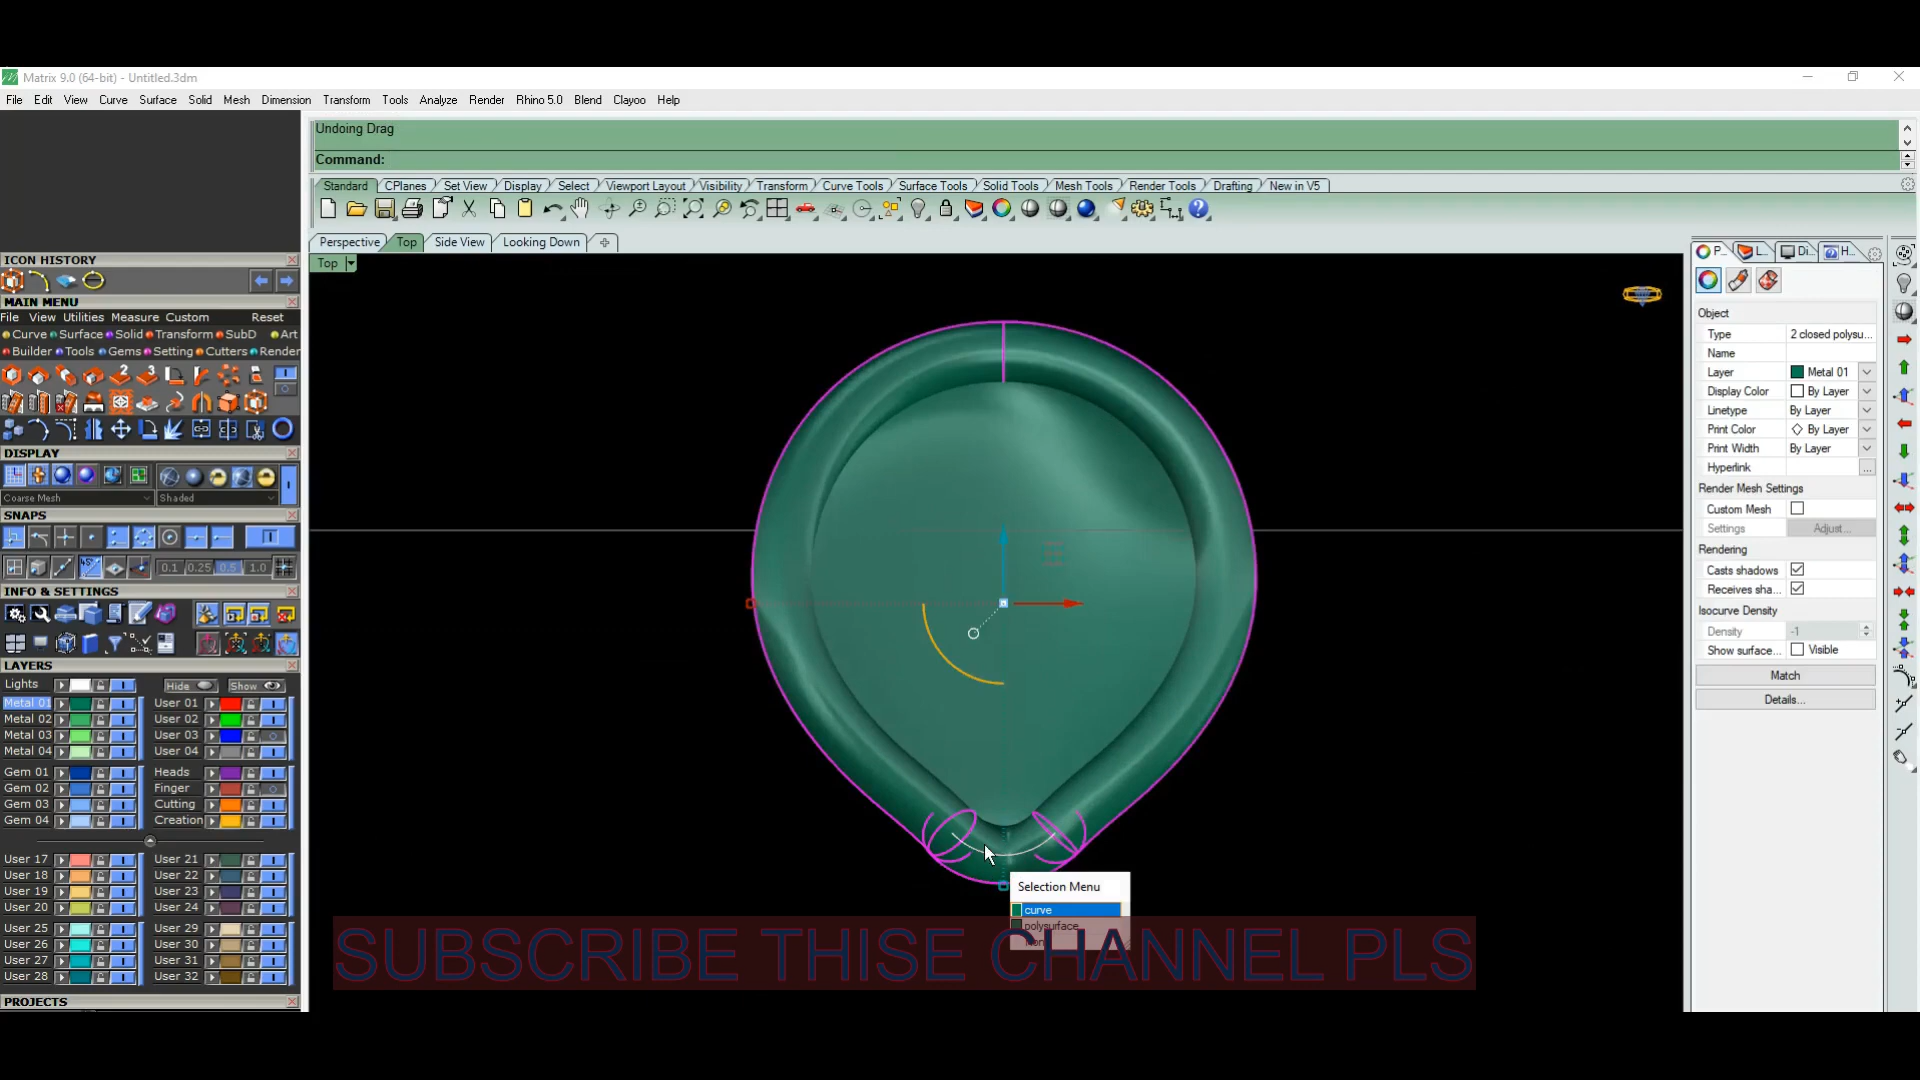 Matrix 9.0 (64-bit) - Untitled.3dm
File Edit View Curve Surface Solid Mesh Dimension Transform Tools Analyze Render Rhino 5.0 Blend Clayoo Help
Undoing Drag
Command:
Standard CPlanes Set View Display Select Viewport Layout Visibility Transform Curve Tools Surface Tools Solid Tools Mesh Tools Render Tools Drafting New in V5
Perspective Top Side View Looking Down
Top
ICON HISTORY
MAIN MENU
File View Utilities Measure Custom Reset
Curve Surface Solid Transform SubD Art
Builder Tools Gems Setting Cutters Render
DISPLAY
Coarse Mesh Shaded
SNAPS
0.1 0.25 0.5 1.0
INFO & SETTINGS
LAYERS
Lights Hide Show
Metal 01 User 01
Metal 02 User 02
Metal 03 User 03
Metal 04 User 04
Gem 01 Heads
Gem 02 Finger
Gem 03 Cutting
Gem 04 Creation
User 17 User 21
User 18 User 22
User 19 User 23
User 20 User 24
User 25 User 29
User 26 User 30
User 27 User 31
User 28 User 32
PROJECTS
P... L... Di... H...
Object
Type 2 closed polysu...
Name
Layer Metal 01
Display Color By Layer
Linetype By Layer
Print Color By Layer
Print Width By Layer
Hyperlink ...
Render Mesh Settings
Custom Mesh
Settings Adjust...
Rendering
Casts shadows
Receives sha...
Isocurve Density
Density -1
Show surface... Visible
Match
Details...
Selection Menu
curve
polysurface
SUBSCRIBE THISE CHANNEL PLS